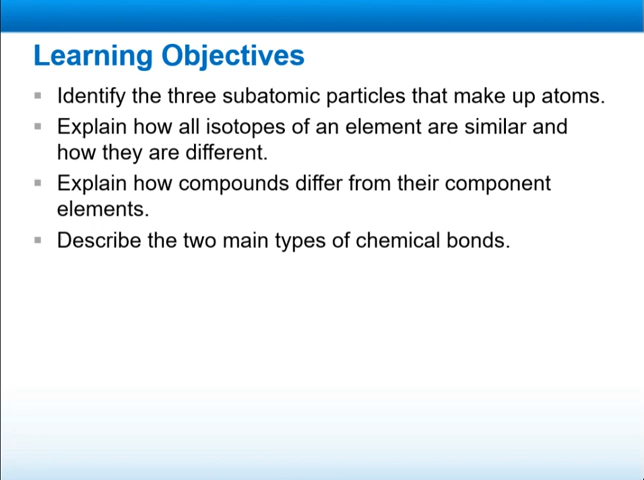 Learning Objectives
Identify the three subatomic particles that make up atoms.
Explain how all isotopes of an element are similar and
how they are different.
Explain how compounds differ from their component
elements.
Describe the two main types of chemical bonds.